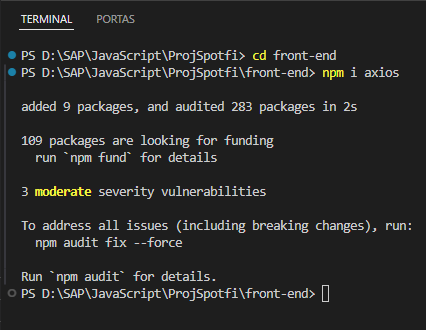 TERMINAL PORTAS
PS D:\SAP\JavaScript\ProjSpotfi> cd front-end
PS D:\SAP\JavaScript\ProjSpotfi\front-end> npm i axios
added 9 packages, and audited 283 packages in 2s
109 packages are looking for funding
run `npm fund` for details
3 moderate severity vulnerabilities
To address all issues (including breaking changes), run:
npm audit fix --force
Run `npm audit` for details.
PS D:\SAP\JavaScript\ProjSpotfi\front-end>